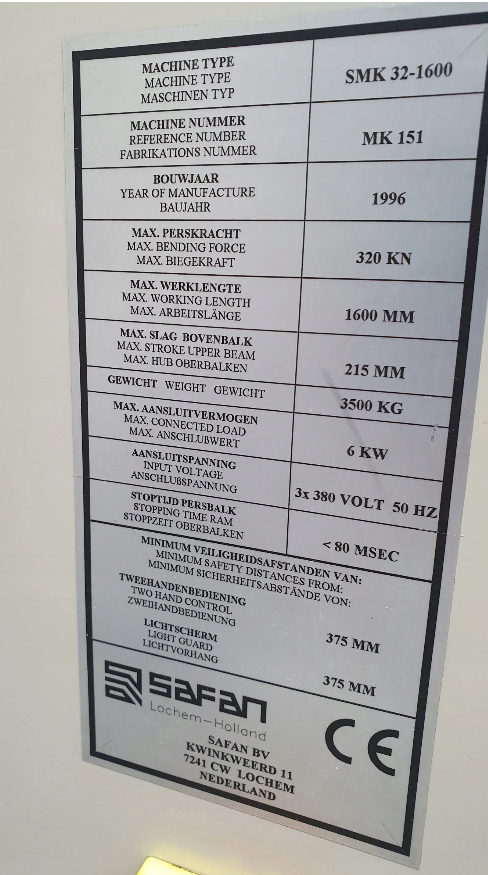 MACHINE TYPE
MACHINE TYPE
MASCHINEN TYP
SMK 32-1600
MACHINE NUMMER
REFERENCE NUMBER
FABRIKATIONS NUMMER
MK 151
BOUWJAAR
YEAR OF MANUFACTURE
BAUJAHR
1996
MAX. PERSKRACHT
MAX. BENDING FORCE
MAX. BIEGEKRAFT
320 KN
MAX. WERKLENGTE
MAX. WORKING LENGTH
MAX. ARBEITSLÄNGE
1600 MM
MAX. SLAG BOVENBALK
MAX. STROKE UPPER BEAM
MAX. HUB OBERBALKEN
215 MM
GEWICHT WEIGHT GEWICHT
3500 KG
MAX. AANSLUITVERMOGEN
MAX. CONNECTED LOAD
MAX. ANSCHLUßWERT
6 KW
AANSLUITSPANNING
INPUT VOLTAGE
ANSCHLUßSPANNUNG
3x 380 VOLT 50 HZ
STOPTIJD PERSBALK
STOPPING TIME RAM
STOPPZEIT OBERBALKEN
< 80 MSEC
MINIMUM VEILIGHEIDSAFSTANDEN VAN:
MINIMUM SAFETY DISTANCES FROM:
MINIMUM SICHERHEITSABSTÄNDE VON:
TWEEHANDENBEDIENING
TWO HAND CONTROL
ZWEIHANDBEDIENUNG
375 MM
LICHTSCHERM
LIGHT GUARD
LICHTVORHANG
375 MM
SAFAN
Lochem-Holland
CE
SAFAN BV
KWINKWEERD 11
7241 CW LOCHEM
NEDERLAND